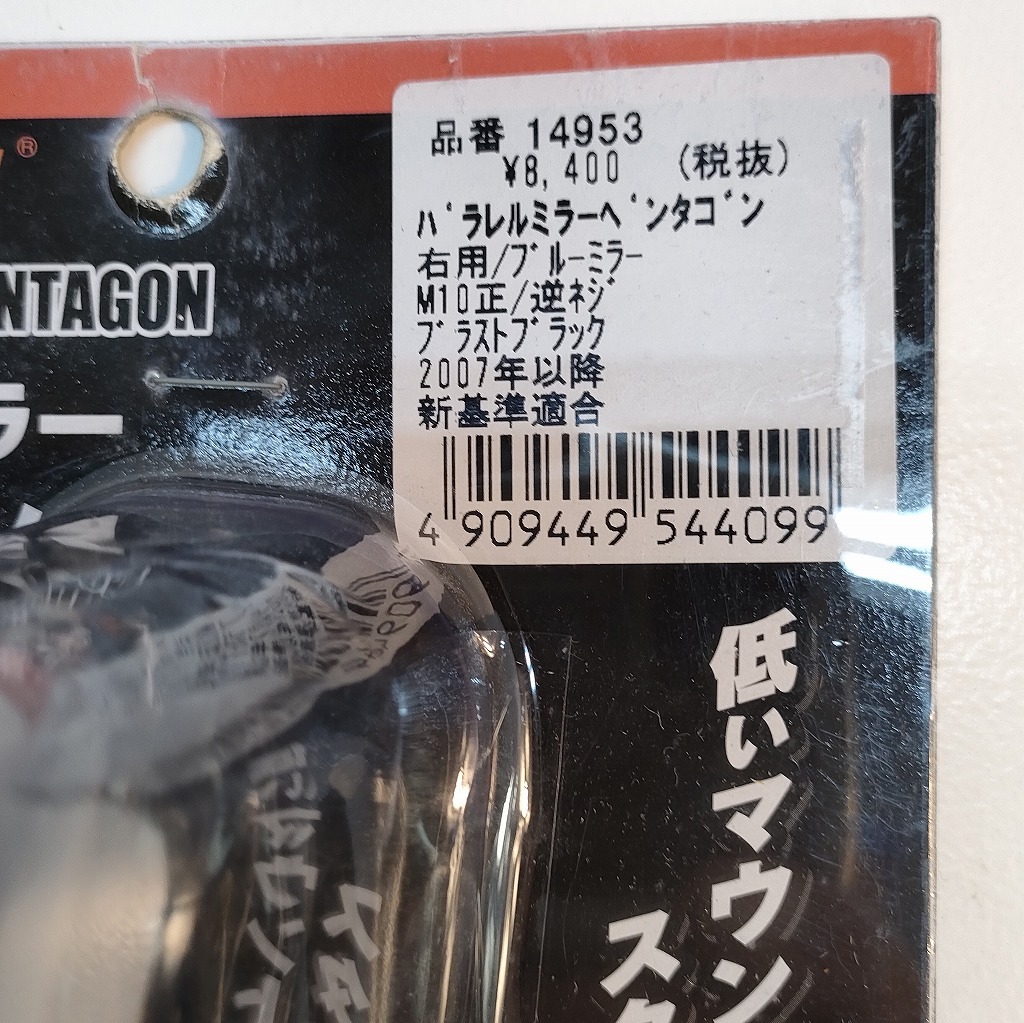 品番 14953
¥8,400 (税抜)
パラレルミラーペンタゴン
右用/ブルーミラー
M10正/逆ネジ
ブラストブラック
2007年以降
新基準適合
4 909449 544099
®
NTAGON
ラー
低いマウン
スタ